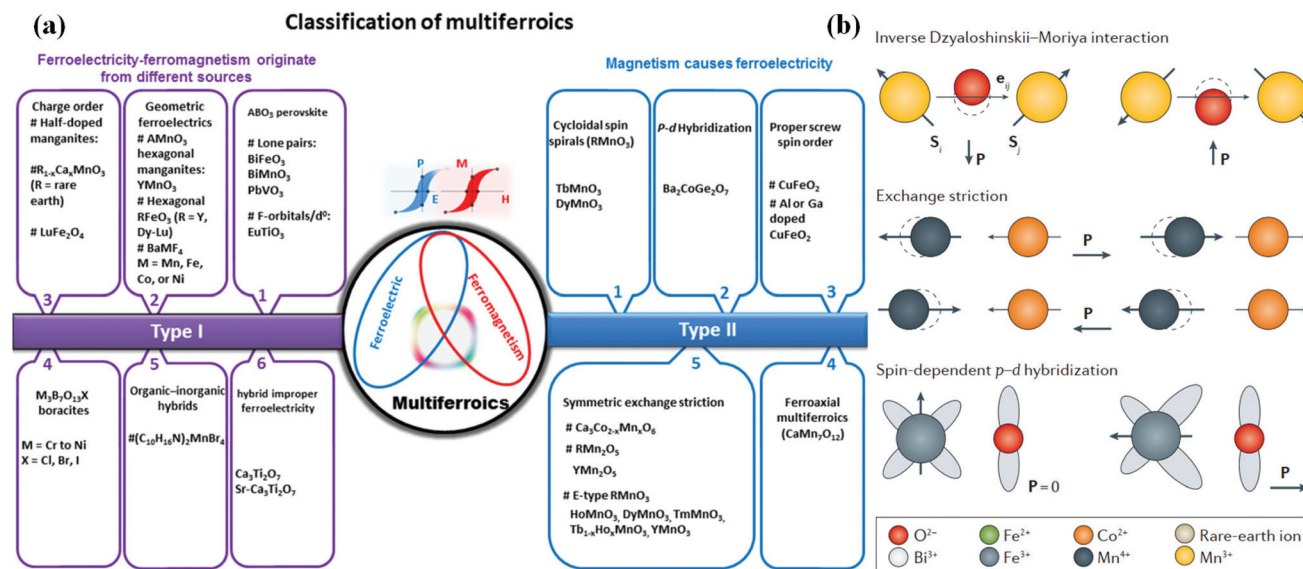 (a)
Classification of multiferroics
Ferroelectricity-ferromagnetism originate
from different sources
Charge order
# Half-doped
manganites:
#R₁₋ₓCaₓMnO₃
(R = rare
earth)
# LuFe₂O₄
3
Geometric
ferroelectrics
# AMnO₃
hexagonal
manganites:
YMnO₃
# Hexagonal
RFeO₃ (R = Y,
Dy-Lu)
# BaMF₄
M = Mn, Fe,
Co, or Ni
2
ABO₃ perovskite
# Lone pairs:
BiFeO₃
BiMnO₃
PbVO₃
# F-orbitals/d⁰:
EuTiO₃
1
Type I
4
M₃B₇O₁₃X
boracites
M = Cr to Ni
X = Cl, Br, I
5
Organic–inorganic
hybrids
#(C₁₀H₁₆N)₂MnBr₄
6
hybrid improper
ferroelectricity
Ca₃Ti₂O₇
Sr-Ca₃Ti₂O₇
P
E
M
H
Ferroelectric
Ferromagnetism
Multiferroics
Magnetism causes ferroelectricity
Cycloidal spin
spirals (RMnO₃)
TbMnO₃
DyMnO₃
1
P-d Hybridization
Ba₂CoGe₂O₇
2
Proper screw
spin order
# CuFeO₂
# Al or Ga
doped
CuFeO₂
3
Type II
5
Symmetric exchange striction
# Ca₃Co₂₋ₓMnₓO₆
# RMn₂O₅
YMn₂O₅
# E-type RMnO₃
HoMnO₃, DyMnO₃, TmMnO₃,
Tb₁₋ₓHoₓMnO₃, YMnO₃
4
Ferroaxial
multiferroics
(CaMn₇O₁₂)
(b)
Inverse Dzyaloshinskii–Moriya interaction
eᵢⱼ
Sᵢ
P
Sⱼ
P
Exchange striction
P
P
Spin-dependent p–d hybridization
P = 0
P
O²⁻
Fe²⁺
Co²⁺
Rare-earth ion
Bi³⁺
Fe³⁺
Mn⁴⁺
Mn³⁺